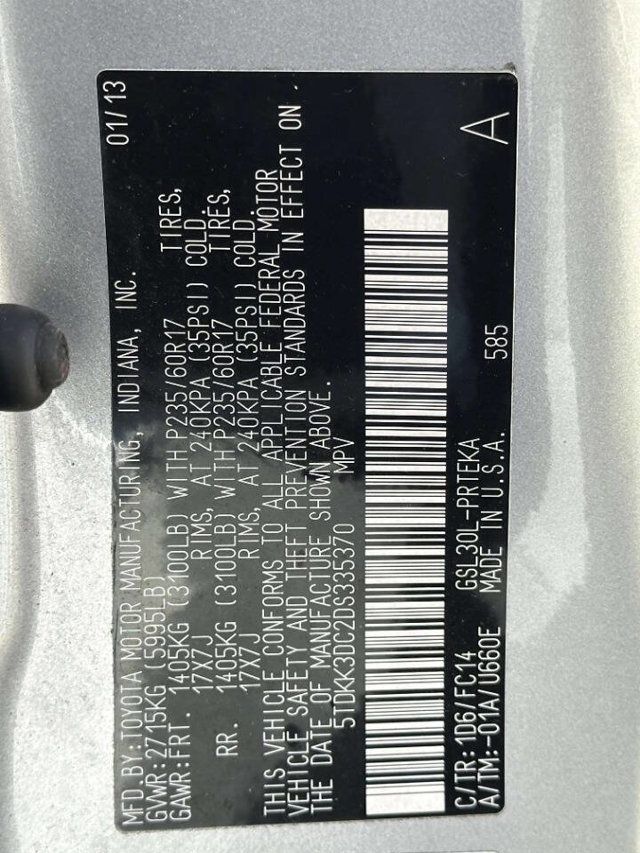 MFD.BY:TOYOTA MOTOR MANUFACTURING, INDIANA, INC. 01/13
GVWR:2715KG (5995LB)
GAWR:FRT. 1405KG (3100LB) WITH P235/60R17 TIRES,
17X7J RIMS, AT 240KPA (35PSI) COLD.
RR. 1405KG (3100LB) WITH P235/60R17 TIRES,
17X7J RIMS, AT 240KPA (35PSI) COLD.
THIS VEHICLE CONFORMS TO ALL APPLICABLE FEDERAL MOTOR
VEHICLE SAFETY AND THEFT PREVENTION STANDARDS IN EFFECT ON
THE DATE OF MANUFACTURE SHOWN ABOVE.
5TDKK3DC2DS335370 MPV
C/TR:1D6/FC14 GSL30L-PRTEKA A
A/TM:-01A/U660E MADE IN U.S.A. 585